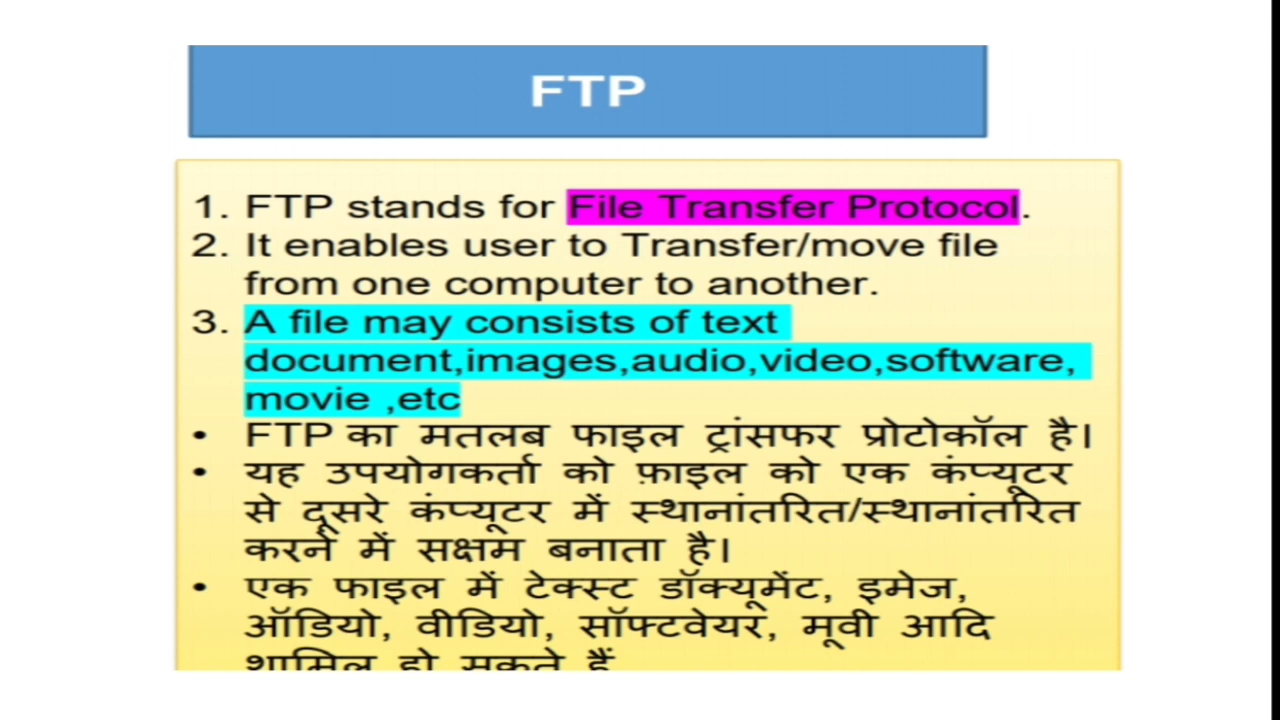 FTP
1. FTP stands for File Transfer Protocol.
2. It enables user to Transfer/move file
from one computer to another.
3. A file may consists of text
document,images,audio,video,software,
movie ,etc
• FTP का मतलब फाइल ट्रांसफर प्रोटोकॉल है।
• यह उपयोगकर्ता को फ़ाइल को एक कंप्यूटर
से दूसरे कंप्यूटर में स्थानांतरित/स्थानांतरित
करने में सक्षम बनाता है।
• एक फाइल में टेक्स्ट डॉक्यूमेंट, इमेज,
ऑडियो, वीडियो, सॉफ्टवेयर, मूवी आदि
शामिल हो सकते हैं